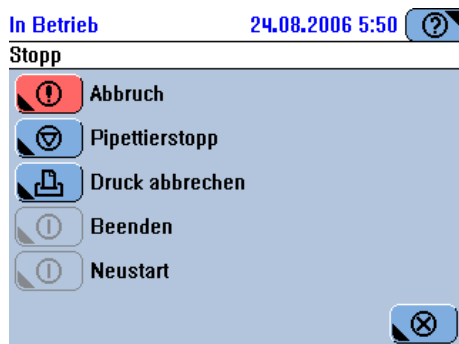 In Betrieb 24.08.2006 5:50 ?
Stopp
Abbruch
Pipettierstopp
Druck abbrechen
Beenden
Neustart